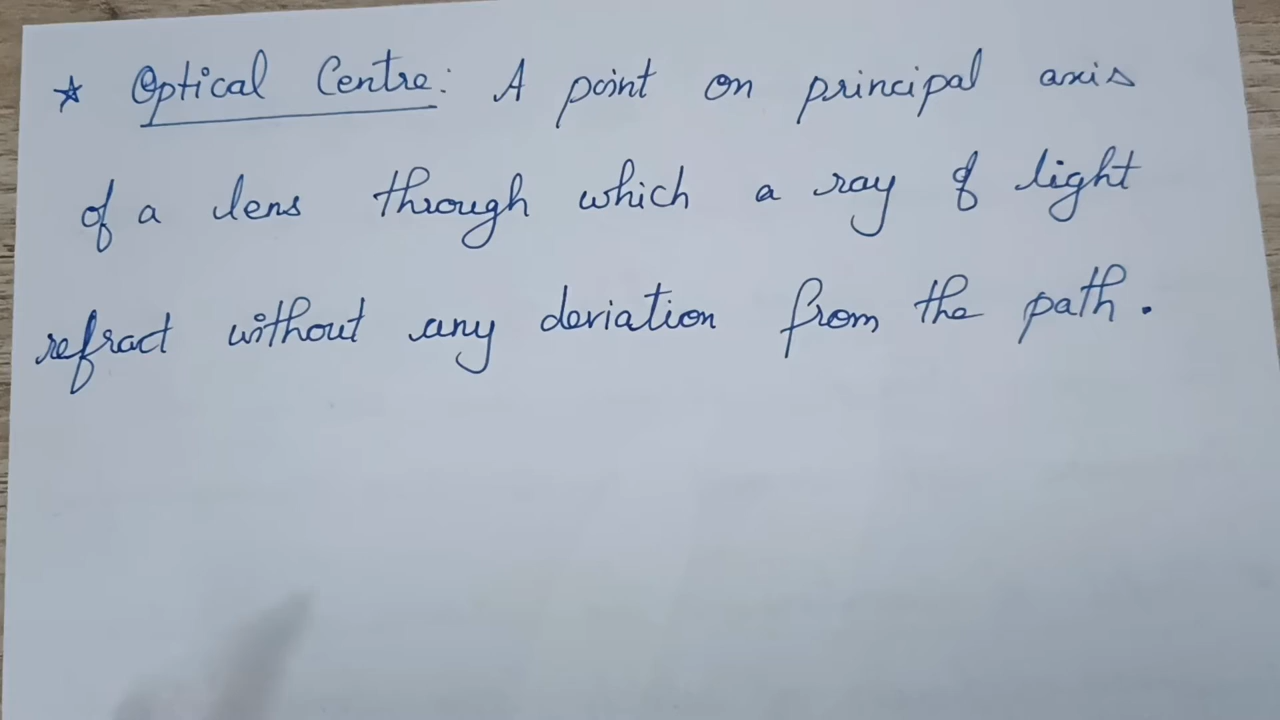 ☆ Optical Centre: A point on principal axis
of a lens through which a ray of light
refract without any deviation from the path.